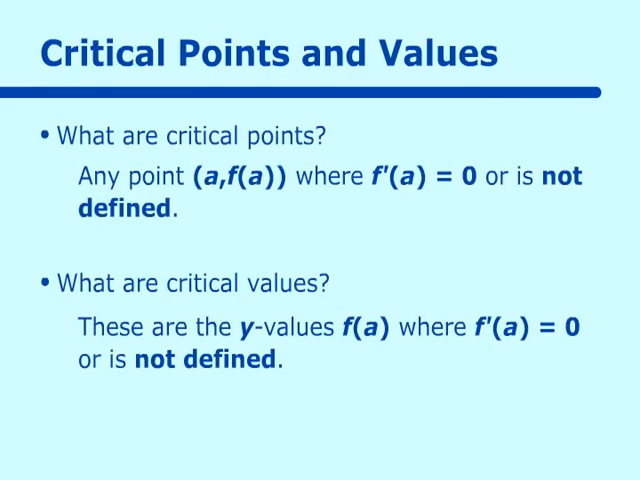 Critical Points and Values
• What are critical points?
Any point (a,f(a)) where f'(a) = 0 or is not
defined.
• What are critical values?
These are the y-values f(a) where f'(a) = 0
or is not defined.